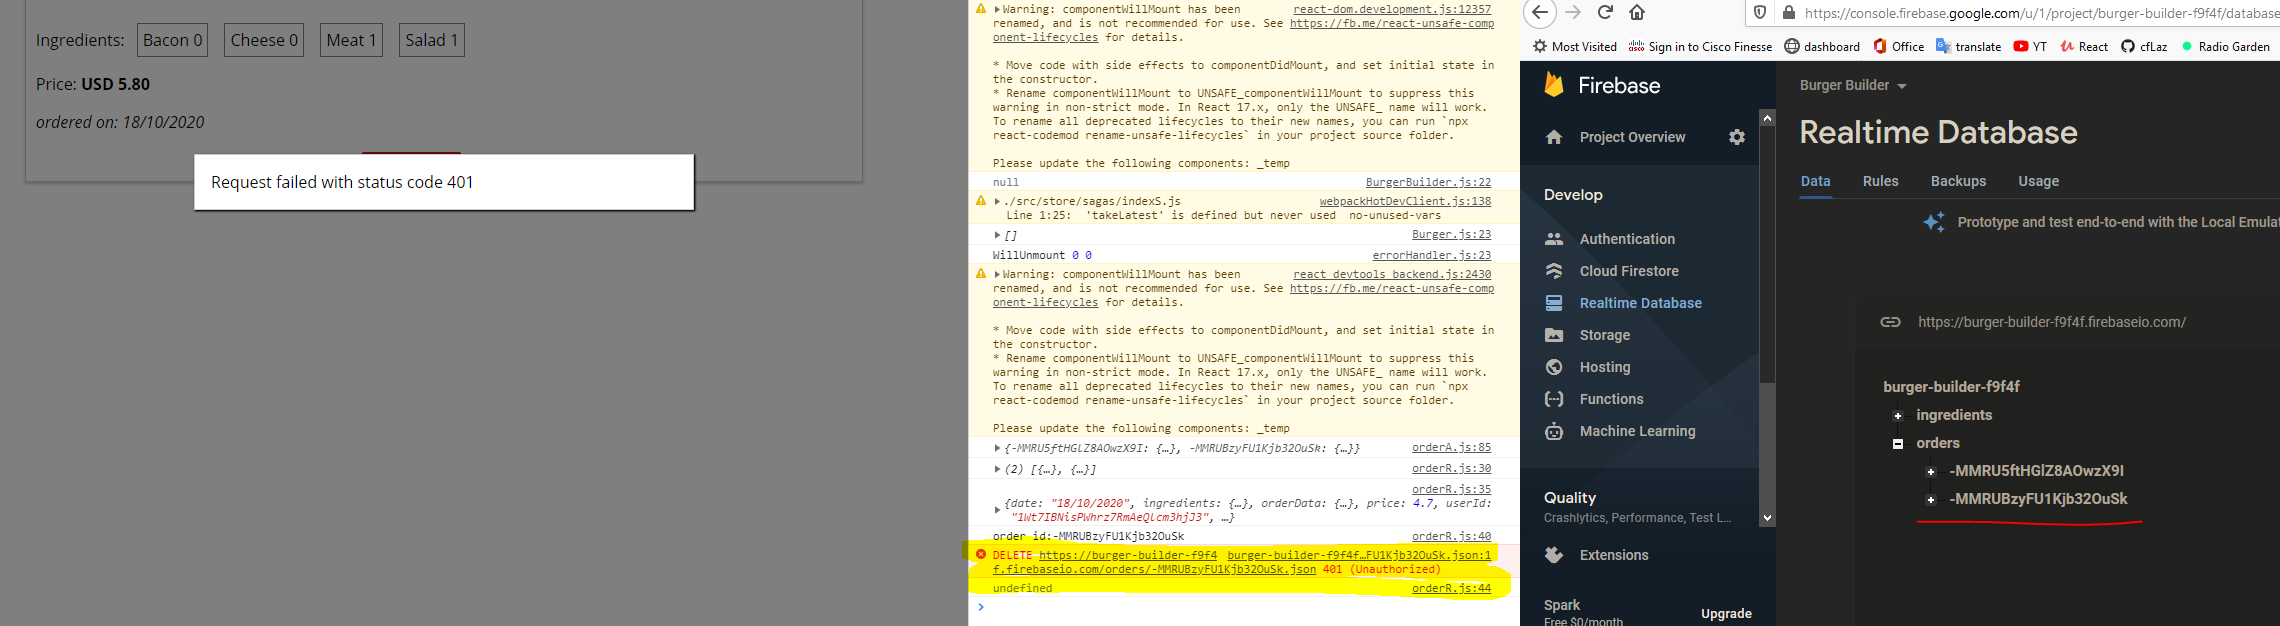 Ingredients: Bacon 0 Cheese 0 Meat 1 Salad 1
Price: USD 5.80
ordered on: 18/10/2020
Request failed with status code 401
Warning: componentWillMount has been react-dom.development.js:12357
renamed, and is not recommended for use. See https://fb.me/react-unsafe-comp
onent-lifecycles for details.
* Move code with side effects to componentDidMount, and set initial state in
the constructor.
* Rename componentWillMount to UNSAFE_componentWillMount to suppress this
warning in non-strict mode. In React 17.x, only the UNSAFE_ name will work.
To rename all deprecated lifecycles to their new names, you can run `npx
react-codemod rename-unsafe-lifecycles` in your project source folder.
Please update the following components: _temp
null BurgerBuilder.js:22
./src/store/sagas/indexS.js webpackHotDevClient.js:138
Line 1:25: 'takeLatest' is defined but never used no-unused-vars
[] Burger.js:23
WillUnmount 0 0 errorHandler.js:23
Warning: componentWillMount has been react_devtools_backend.js:2430
renamed, and is not recommended for use. See https://fb.me/react-unsafe-comp
onent-lifecycles for details.
* Move code with side effects to componentDidMount, and set initial state in
the constructor.
* Rename componentWillMount to UNSAFE_componentWillMount to suppress this
warning in non-strict mode. In React 17.x, only the UNSAFE_ name will work.
To rename all deprecated lifecycles to their new names, you can run `npx
react-codemod rename-unsafe-lifecycles` in your project source folder.
Please update the following components: _temp
{-MMRU5ftHGlZ8AOwzX9I: {…}, -MMRUBzyFU1Kjb32OuSk: {…}} orderA.js:85
(2) [{…}, {…}] orderR.js:30
orderR.js:35
{date: "18/10/2020", ingredients: {…}, orderData: {…}, price: 4.7, userId:
"1Wt7IBNisPWhrz7RmAeQlcm3hjJ3", …}
order id:-MMRUBzyFU1Kjb32OuSk orderR.js:40
DELETE https://burger-builder-f9f4 burger-builder-f9f4f…FU1Kjb32OuSk.json:1
f.firebaseio.com/orders/-MMRUBzyFU1Kjb32OuSk.json 401 (Unauthorized)
undefined orderR.js:44
https://console.firebase.google.com/u/1/project/burger-builder-f9f4f/database
Most Visited Sign in to Cisco Finesse dashboard Office translate YT React cfLaz Radio Garden
Firebase
Project Overview
Develop
Authentication
Cloud Firestore
Realtime Database
Storage
Hosting
Functions
Machine Learning
Quality
Crashlytics, Performance, Test L...
Extensions
Spark
Free $0/month
Upgrade
Burger Builder
Realtime Database
Data Rules Backups Usage
Prototype and test end-to-end with the Local Emulat
https://burger-builder-f9f4f.firebaseio.com/
burger-builder-f9f4f
ingredients
orders
-MMRU5ftHGlZ8AOwzX9I
-MMRUBzyFU1Kjb32OuSk